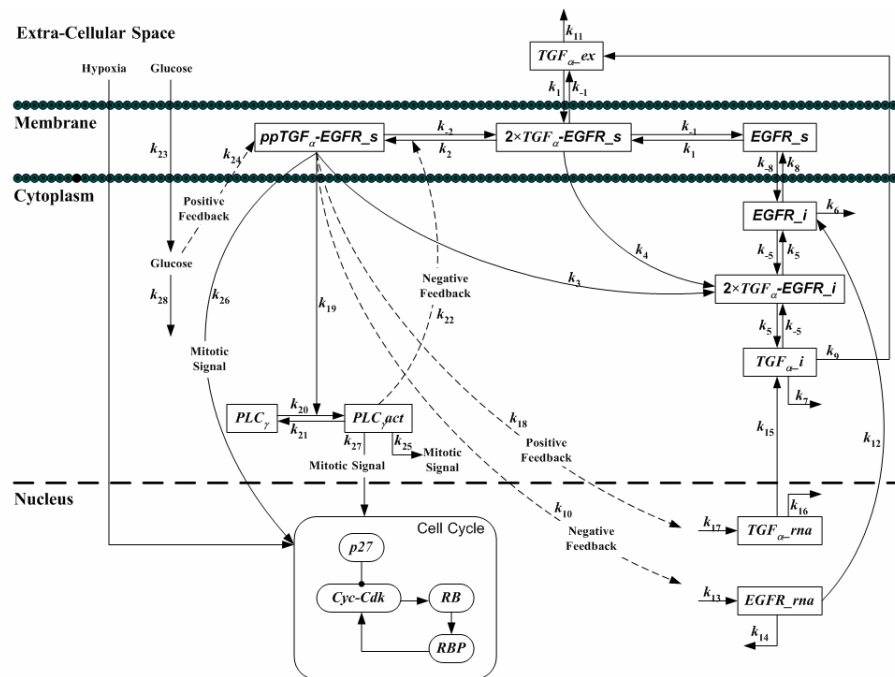 Extra-Cellular Space
k11
TGFα_ex
Hypoxia
Glucose
k1
k-1
Membrane
ppTGFα-EGFR_s
k-2
k2
2×TGFα-EGFR_s
k-1
k1
EGFR_s
k23
k24
k-8
k8
Cytoplasm
Positive
Feedback
EGFR_i
k6
Glucose
k-5
k5
k4
k28
k26
k19
Negative
Feedback
k22
k3
2×TGFα-EGFR_i
k5
k-5
Mitotic
Signal
TGFα_i
k9
k7
PLCγ
k20
k21
PLCγact
k27
k25
k18
k15
k12
Mitotic Signal
Mitotic
Signal
Positive
Feedback
Nucleus
k10
k16
k17
TGFα_rna
Negative
Feedback
Cell Cycle
p27
Cyc-Cdk
RB
RBP
k13
EGFR_rna
k14